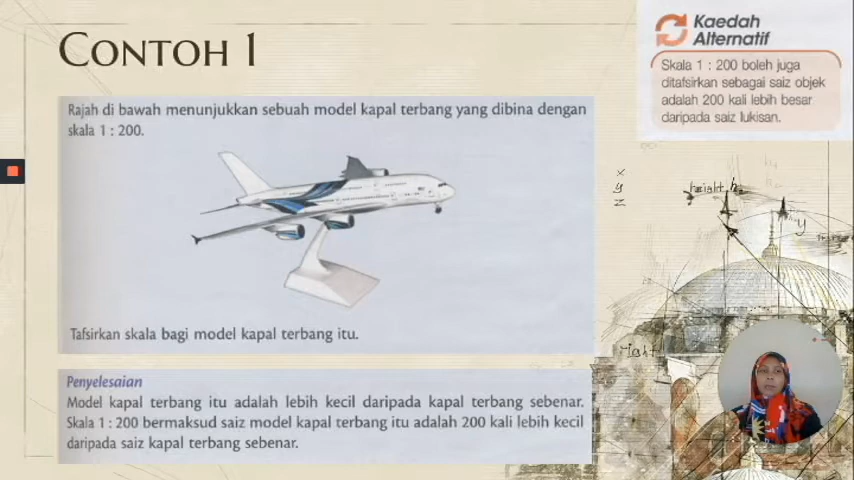 CONTOH 1
Kaedah
Alternatif
Skala 1 : 200 boleh juga
ditafsirkan sebagai saiz objek
adalah 200 kali lebih besar
daripada saiz lukisan.
Rajah di bawah menunjukkan sebuah model kapal terbang yang dibina dengan
skala 1 : 200.
Tafsirkan skala bagi model kapal terbang itu.
Penyelesaian
Model kapal terbang itu adalah lebih kecil daripada kapal terbang sebenar.
Skala 1 : 200 bermaksud saiz model kapal terbang itu adalah 200 kali lebih kecil
daripada saiz kapal terbang sebenar.
x
y
z
height h
y